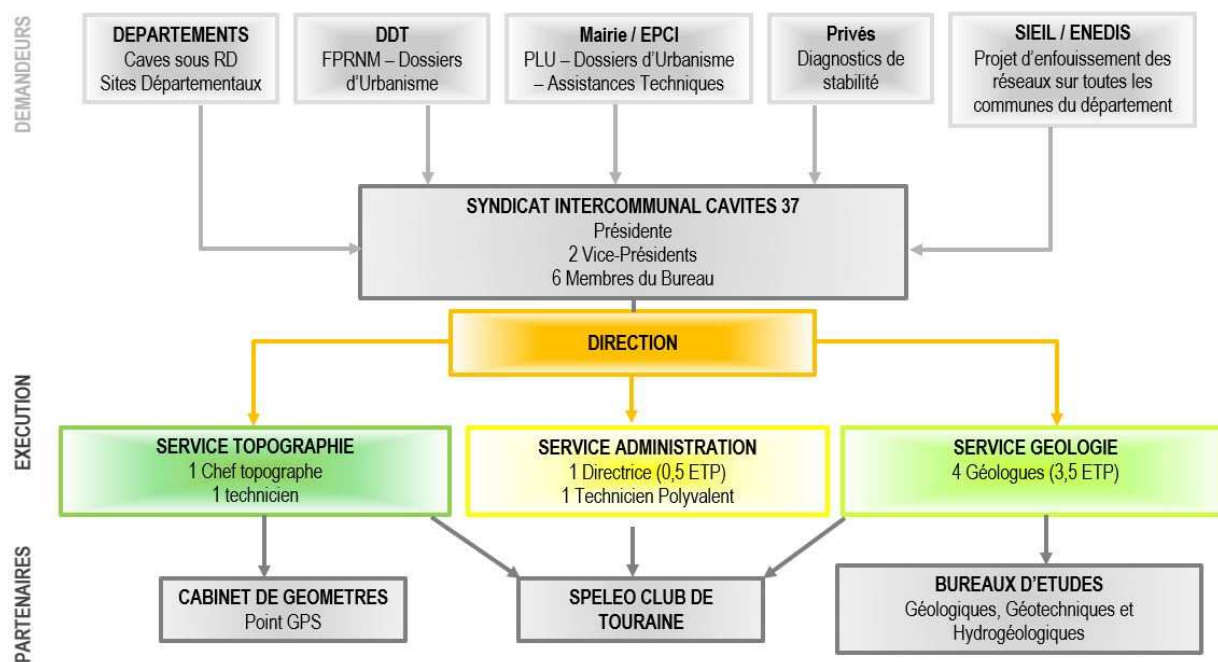 DEMANDEURS
DEPARTEMENTS
Caves sous RD
Sites Départementaux
DDT
FPRNM – Dossiers
d’Urbanisme
Mairie / EPCI
PLU – Dossiers d’Urbanisme
– Assistances Techniques
Privés
Diagnostics de
stabilité
SIEIL / ENEDIS
Projet d’enfouissement des
réseaux sur toutes les
communes du département
SYNDICAT INTERCOMMUNAL CAVITES 37
Présidente
2 Vice-Présidents
6 Membres du Bureau
DIRECTION
EXECUTION
SERVICE TOPOGRAPHIE
1 Chef topographe
1 technicien
SERVICE ADMINISTRATION
1 Directrice (0,5 ETP)
1 Technicien Polyvalent
SERVICE GEOLOGIE
4 Géologues (3,5 ETP)
PARTENAIRES
CABINET DE GEOMETRES
Point GPS
SPELEO CLUB DE
TOURAINE
BUREAUX D’ETUDES
Géologiques, Géotechniques et
Hydrogéologiques